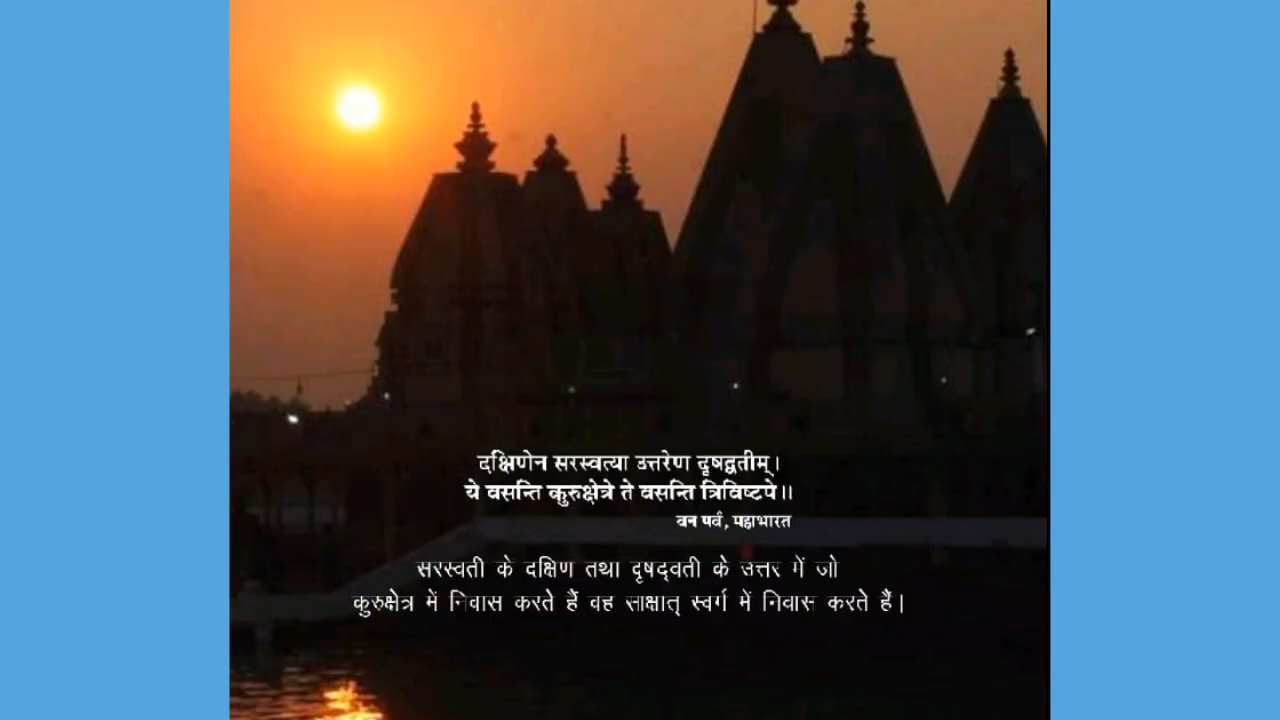 दक्षिणेन सरस्वत्या उत्तरेण दृषद्वतीम्।
ये वसन्ति कुरुक्षेत्रे ते वसन्ति त्रिविष्टपे॥
वन पर्व, महाभारत
सरस्वती के दक्षिण तथा दृषद्वती के उत्तर में जो
कुरुक्षेत्र में निवास करते हैं वह साक्षात् स्वर्ग में निवास करते हैं|